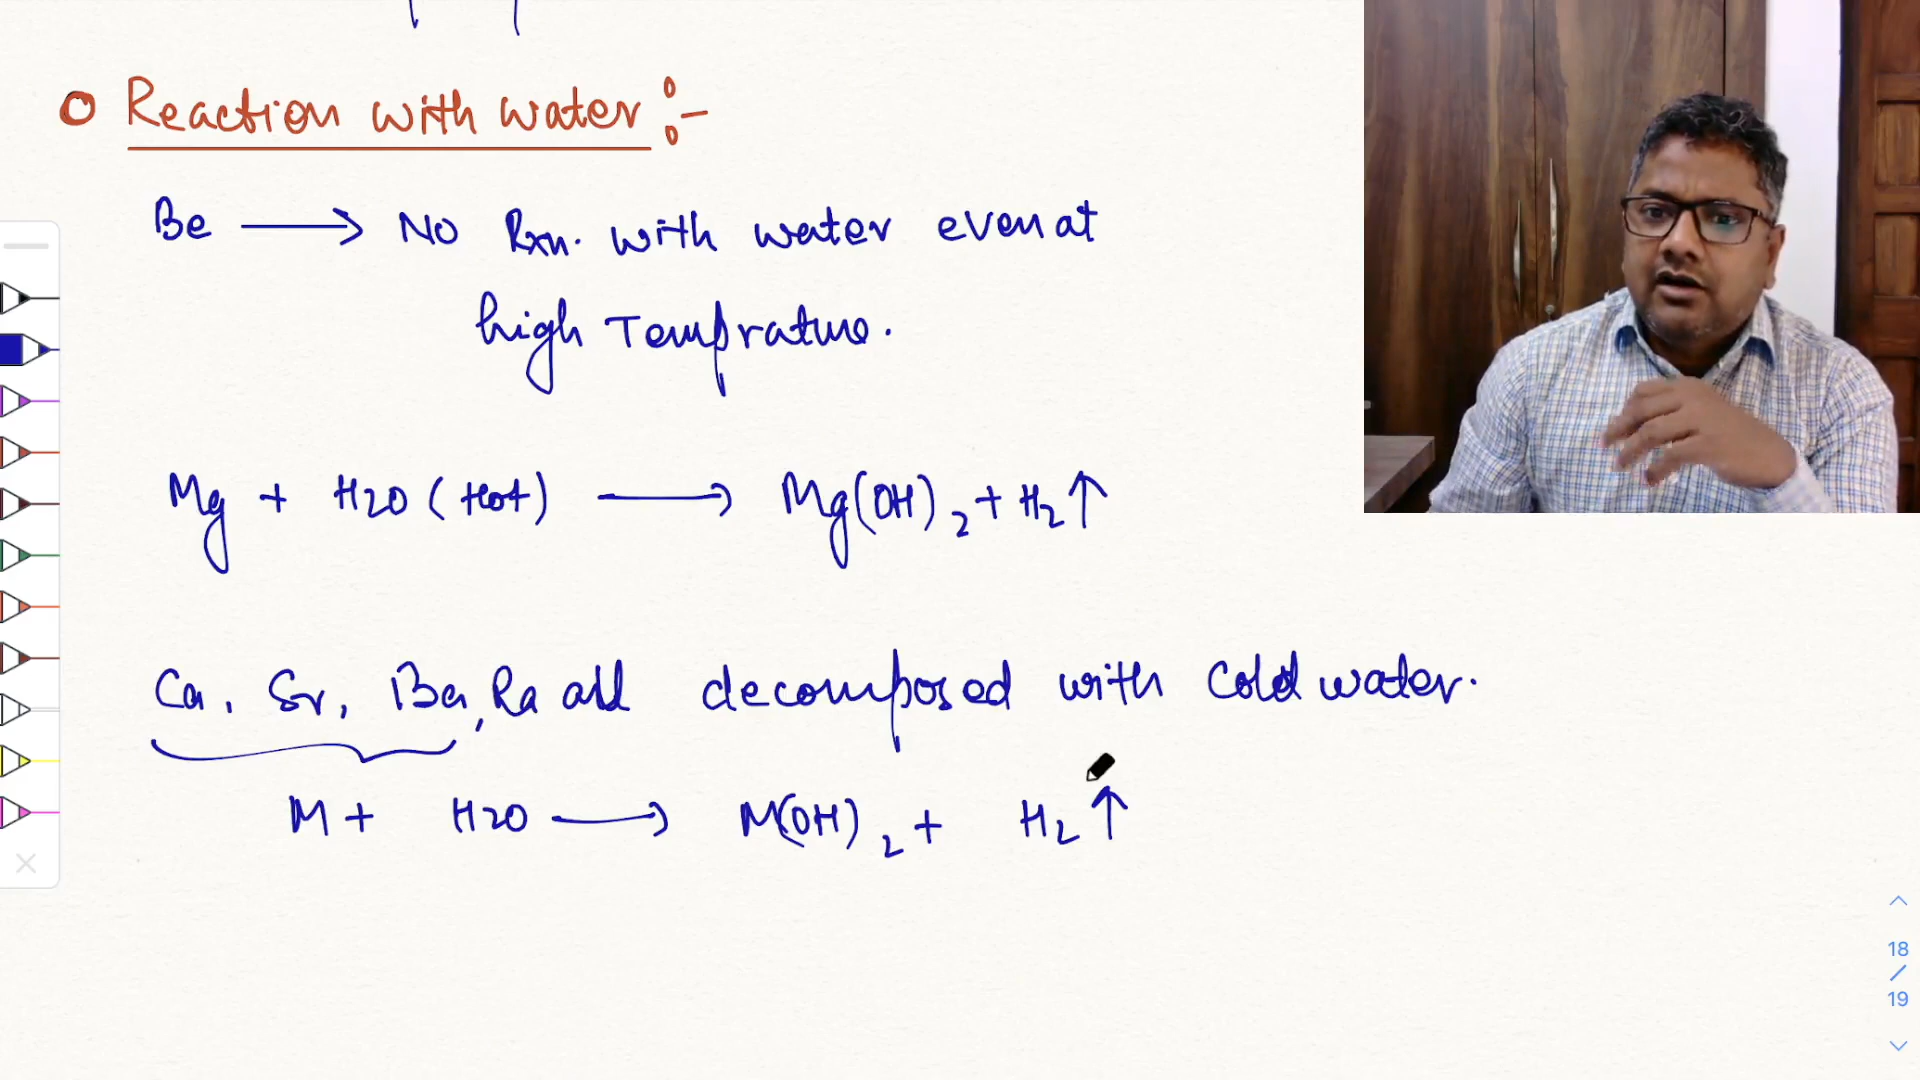 o Reaction with water :-
Be ⟶ No Rxn. with water even at
high Temprature.
Mg + H2O (Hot) ⟶ Mg(OH)₂ + H₂↑
Ca, Sr, Ba, Ra all decomposed with cold water.
M + H2O ⟶ M(OH)₂ + H₂↑
18
/
19